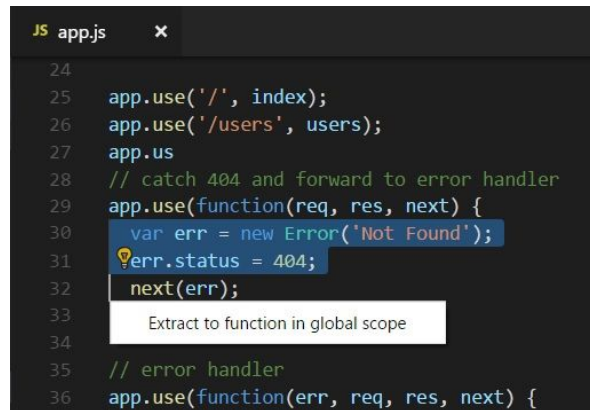 JS app.js ×
24
25 app.use('/', index);
26 app.use('/users', users);
27 app.us
28 // catch 404 and forward to error handler
29 app.use(function(req, res, next) {
30   var err = new Error('Not Found');
31   err.status = 404;
32   next(err);
33 Extract to function in global scope
34
35 // error handler
36 app.use(function(err, req, res, next) {